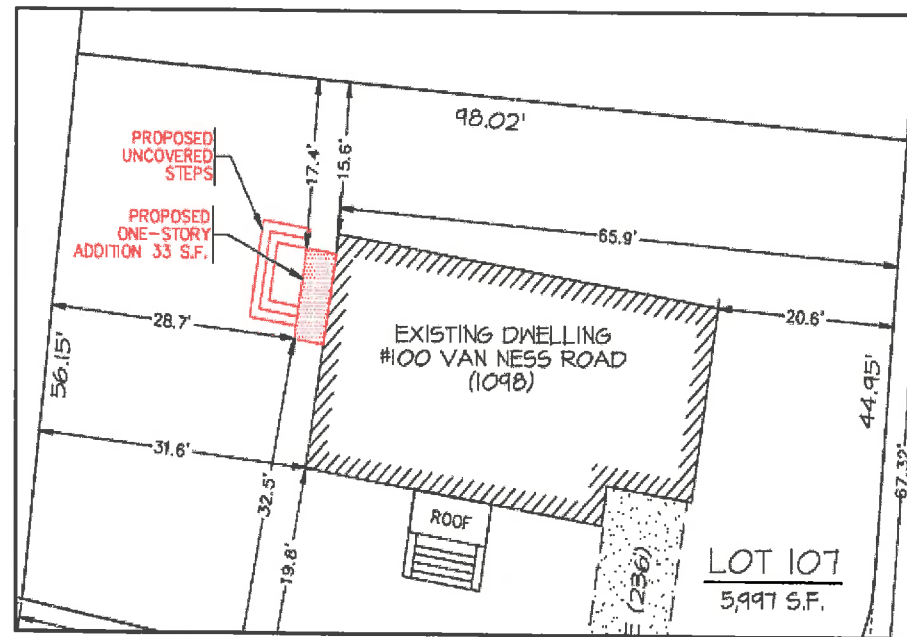 98.02'
PROPOSED
UNCOVERED
STEPS
17.4'
15.6'
PROPOSED
ONE-STORY
ADDITION 33 S.F.
65.9'
28.7'
20.6'
EXISTING DWELLING
#100 VAN NESS ROAD
(1098)
56.15'
44.95'
67.32'
31.6'
32.5'
19.8'
ROOF
(236)
LOT 107
5,997 S.F.